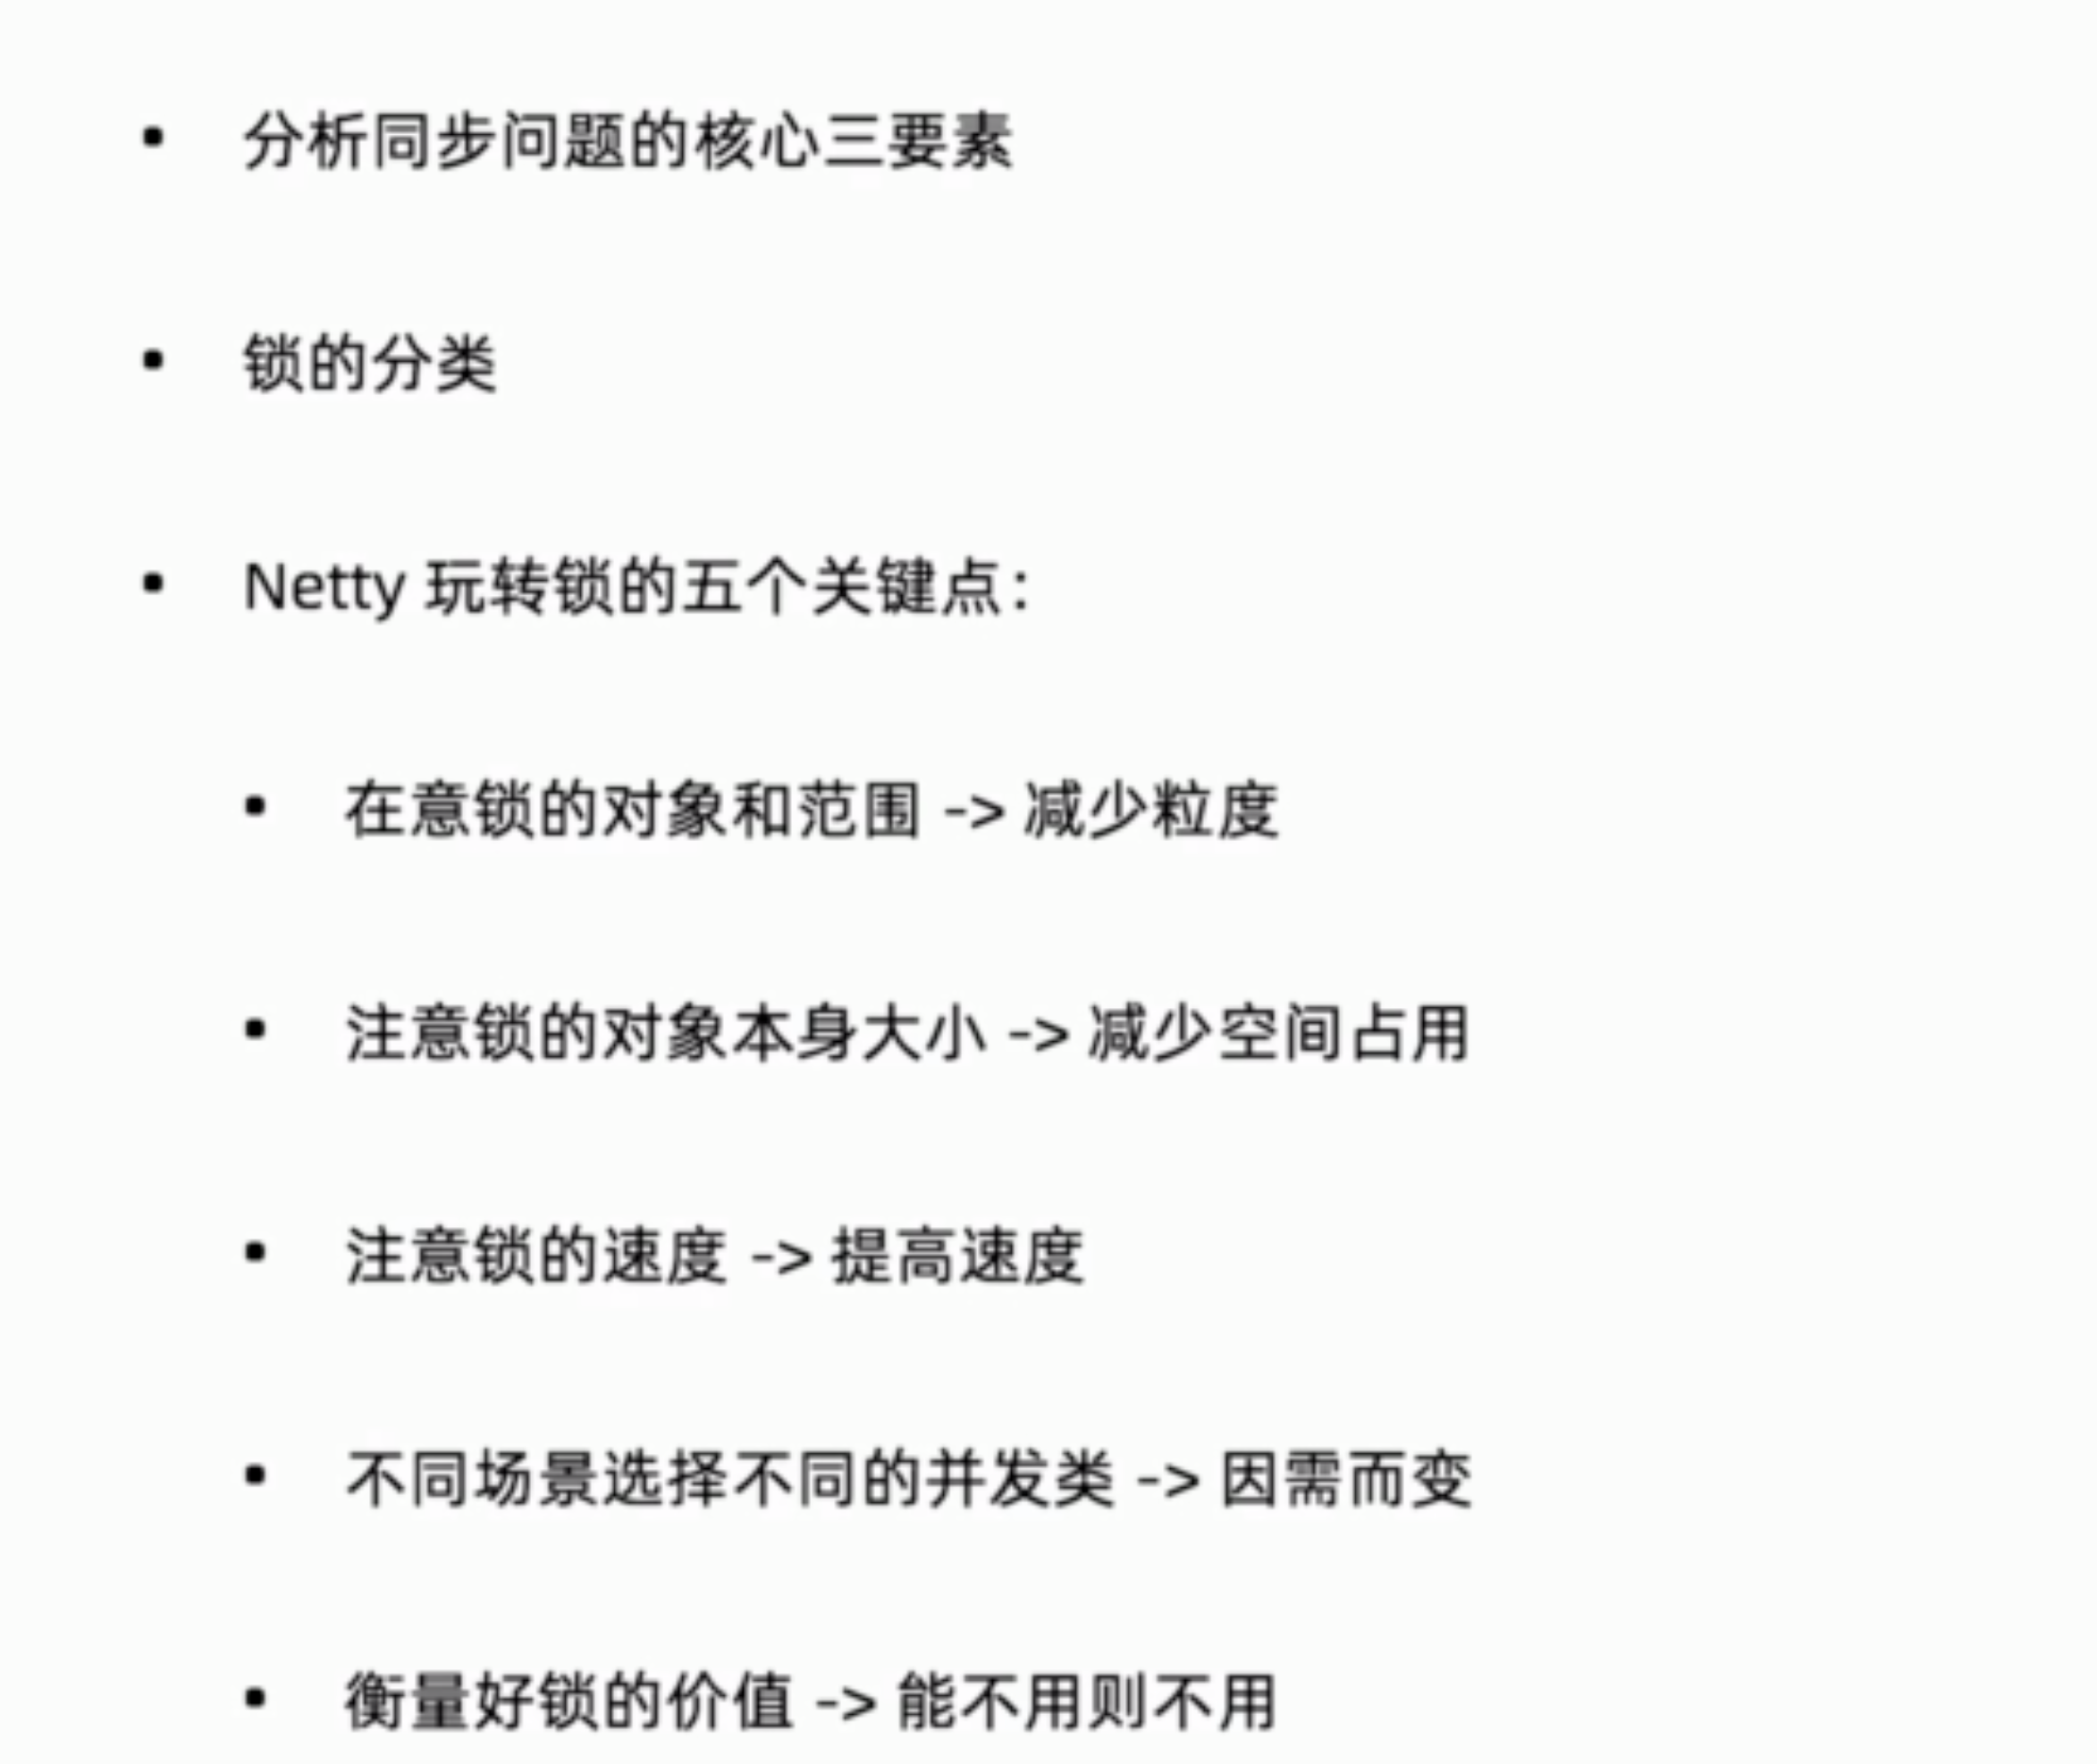 • 分析同步问题的核心三要素
• 锁的分类
• Netty 玩转锁的五个关键点：
• 在意锁的对象和范围 -> 减少粒度
• 注意锁的对象本身大小 -> 减少空间占用
• 注意锁的速度 -> 提高速度
• 不同场景选择不同的并发类 -> 因需而变
• 衡量好锁的价值 -> 能不用则不用